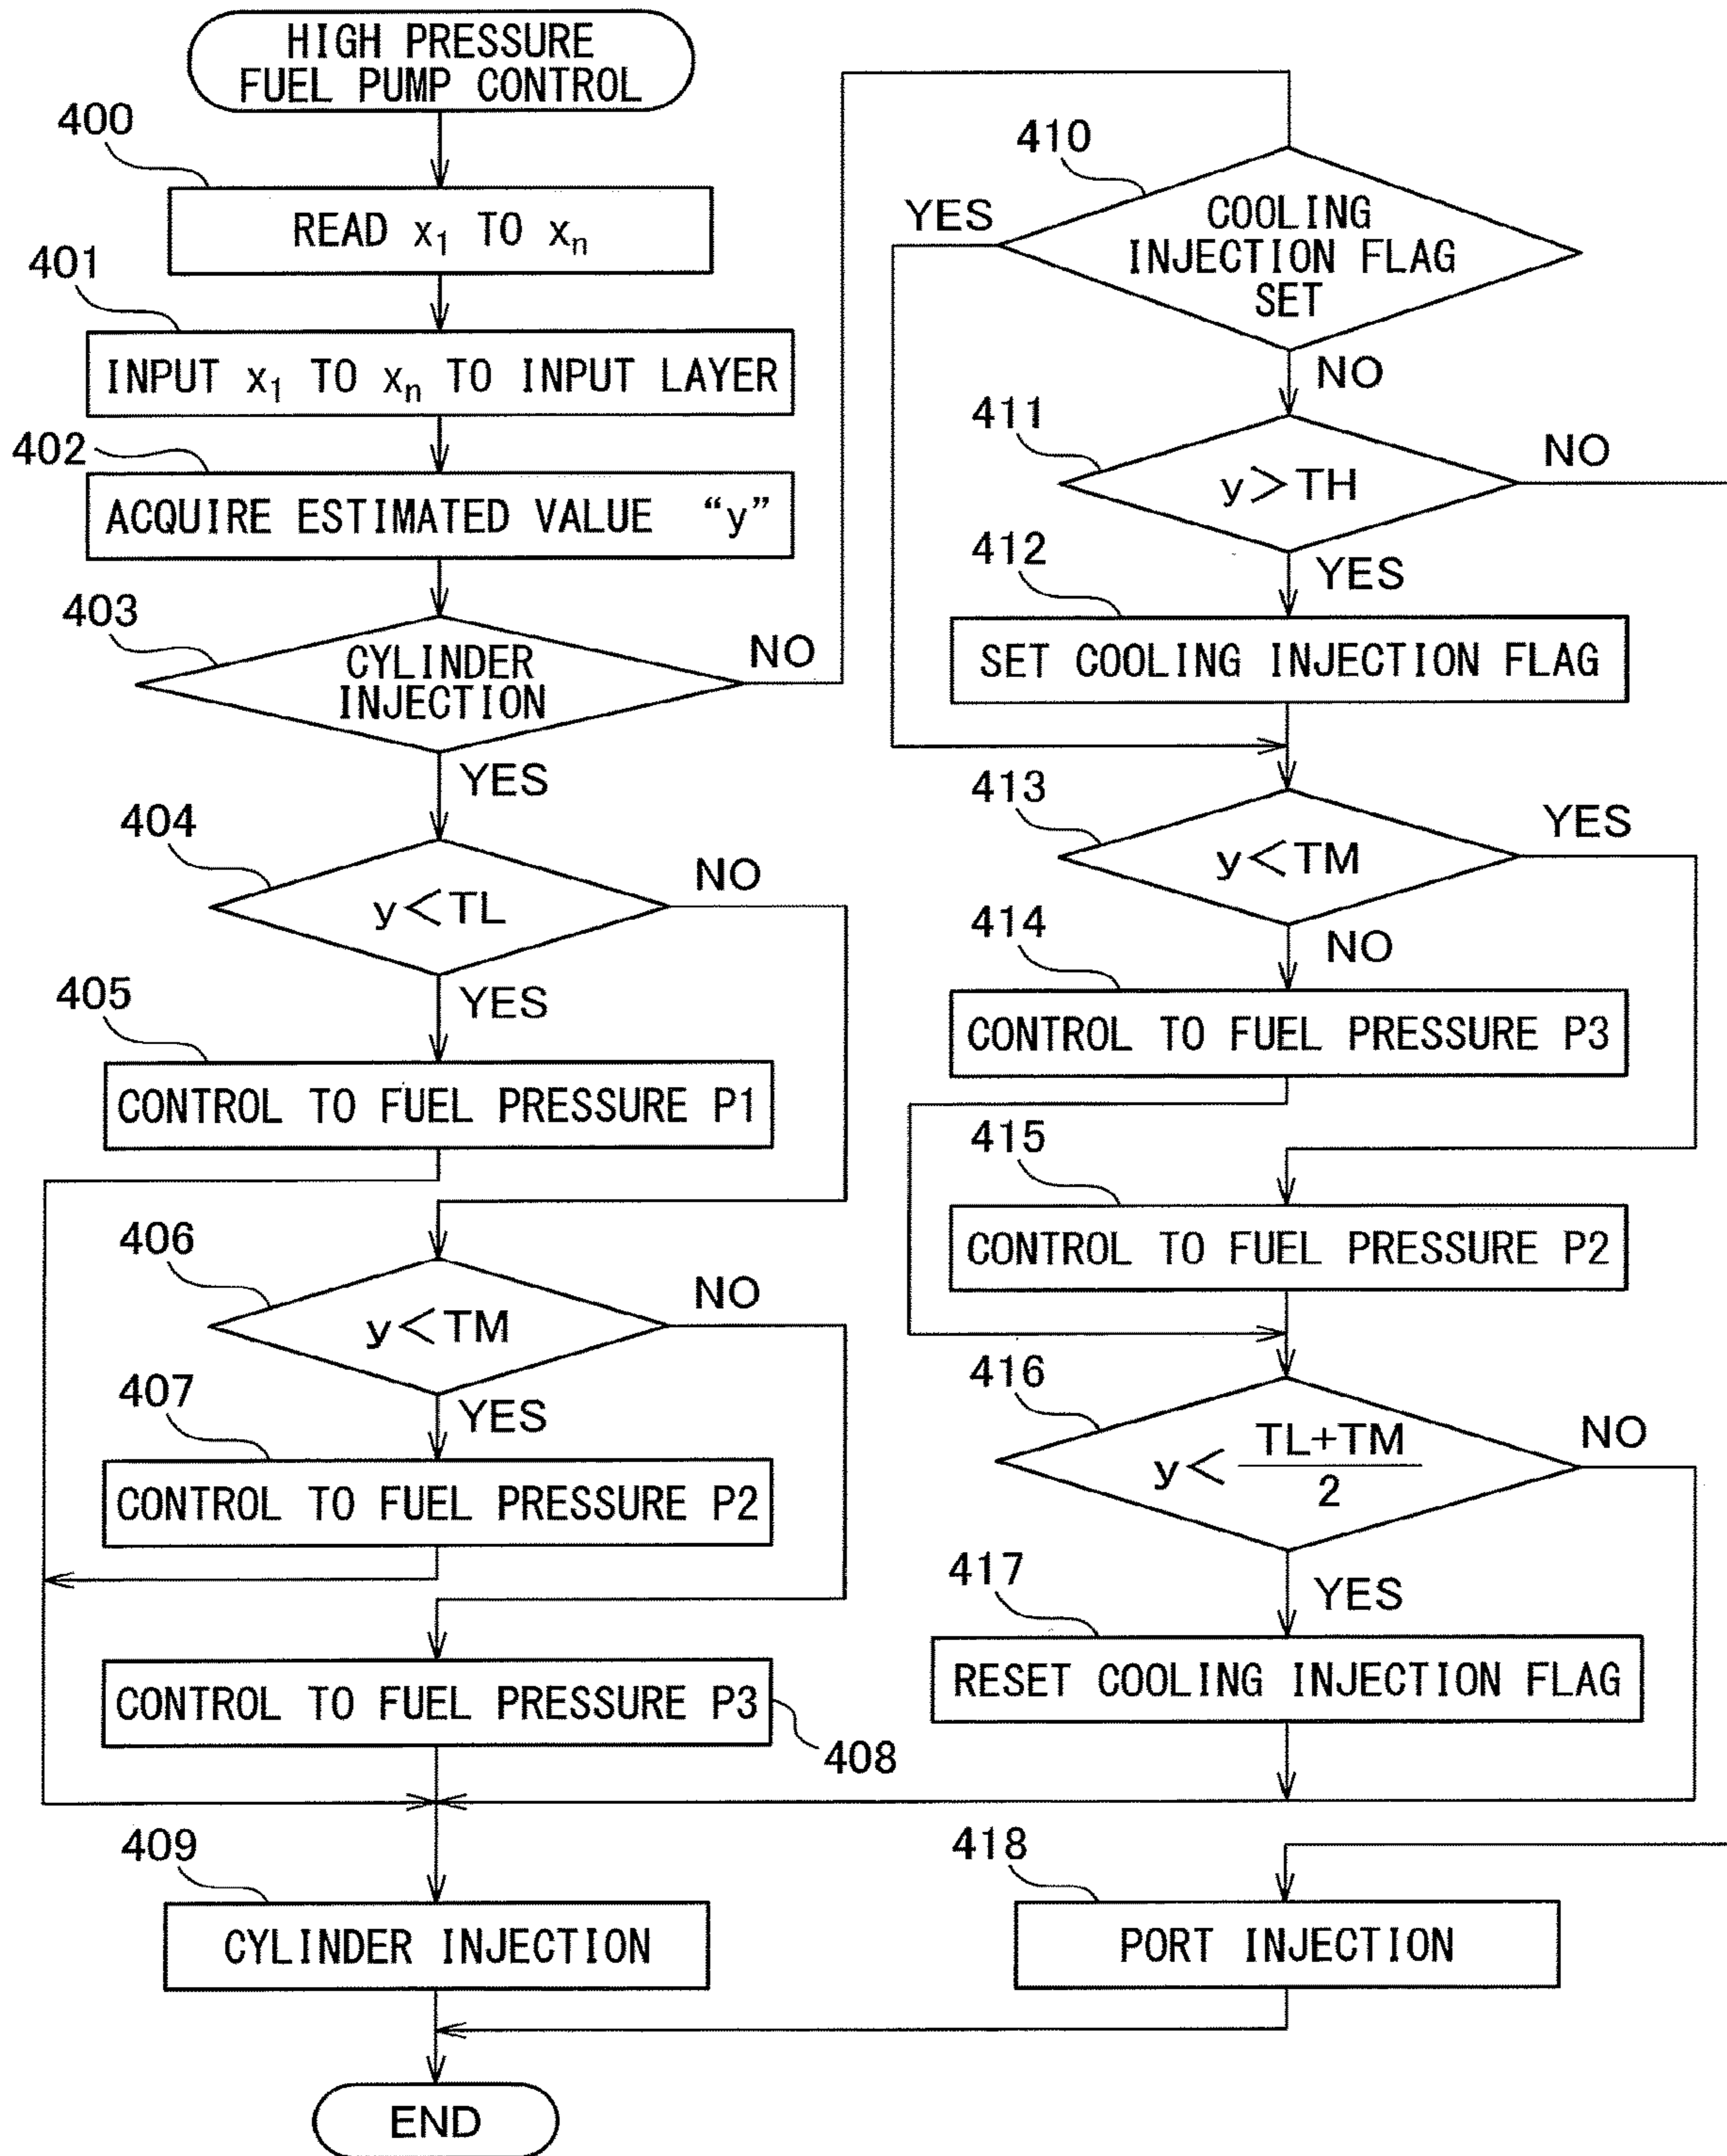 HIGH PRESSURE
FUEL PUMP CONTROL
400
READ x1 TO xn
401
INPUT x1 TO xn TO INPUT LAYER
402
ACQUIRE ESTIMATED VALUE “y”
403
CYLINDER
INJECTION
NO
YES
404
y<TL
NO
YES
405
CONTROL TO FUEL PRESSURE P1
406
y<TM
NO
YES
407
CONTROL TO FUEL PRESSURE P2
CONTROL TO FUEL PRESSURE P3
408
409
CYLINDER INJECTION
END
410
YES
COOLING
INJECTION FLAG
SET
NO
411
y>TH
NO
YES
412
SET COOLING INJECTION FLAG
413
y<TM
YES
NO
414
CONTROL TO FUEL PRESSURE P3
415
CONTROL TO FUEL PRESSURE P2
416
y< TL+TM
2
NO
YES
417
RESET COOLING INJECTION FLAG
418
PORT INJECTION